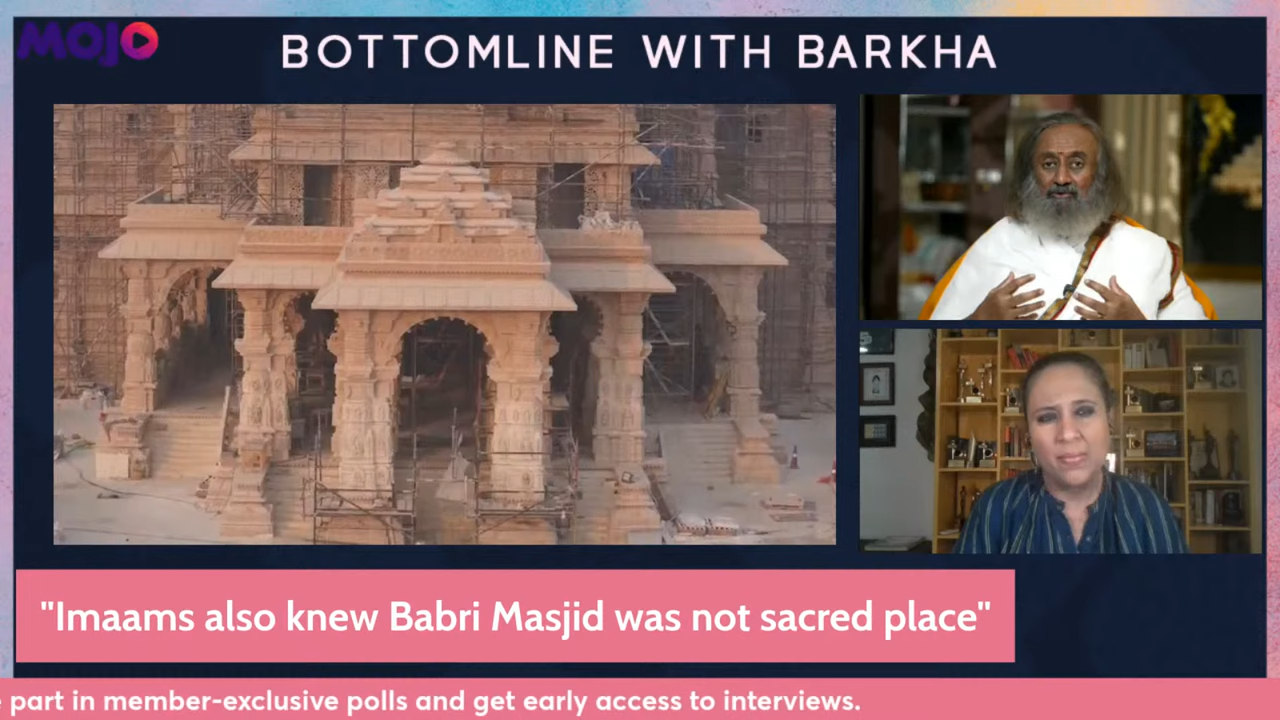 MOJO
BOTTOMLINE WITH BARKHA
"Imaams also knew Babri Masjid was not sacred place"
part in member-exclusive polls and get early access to interviews.